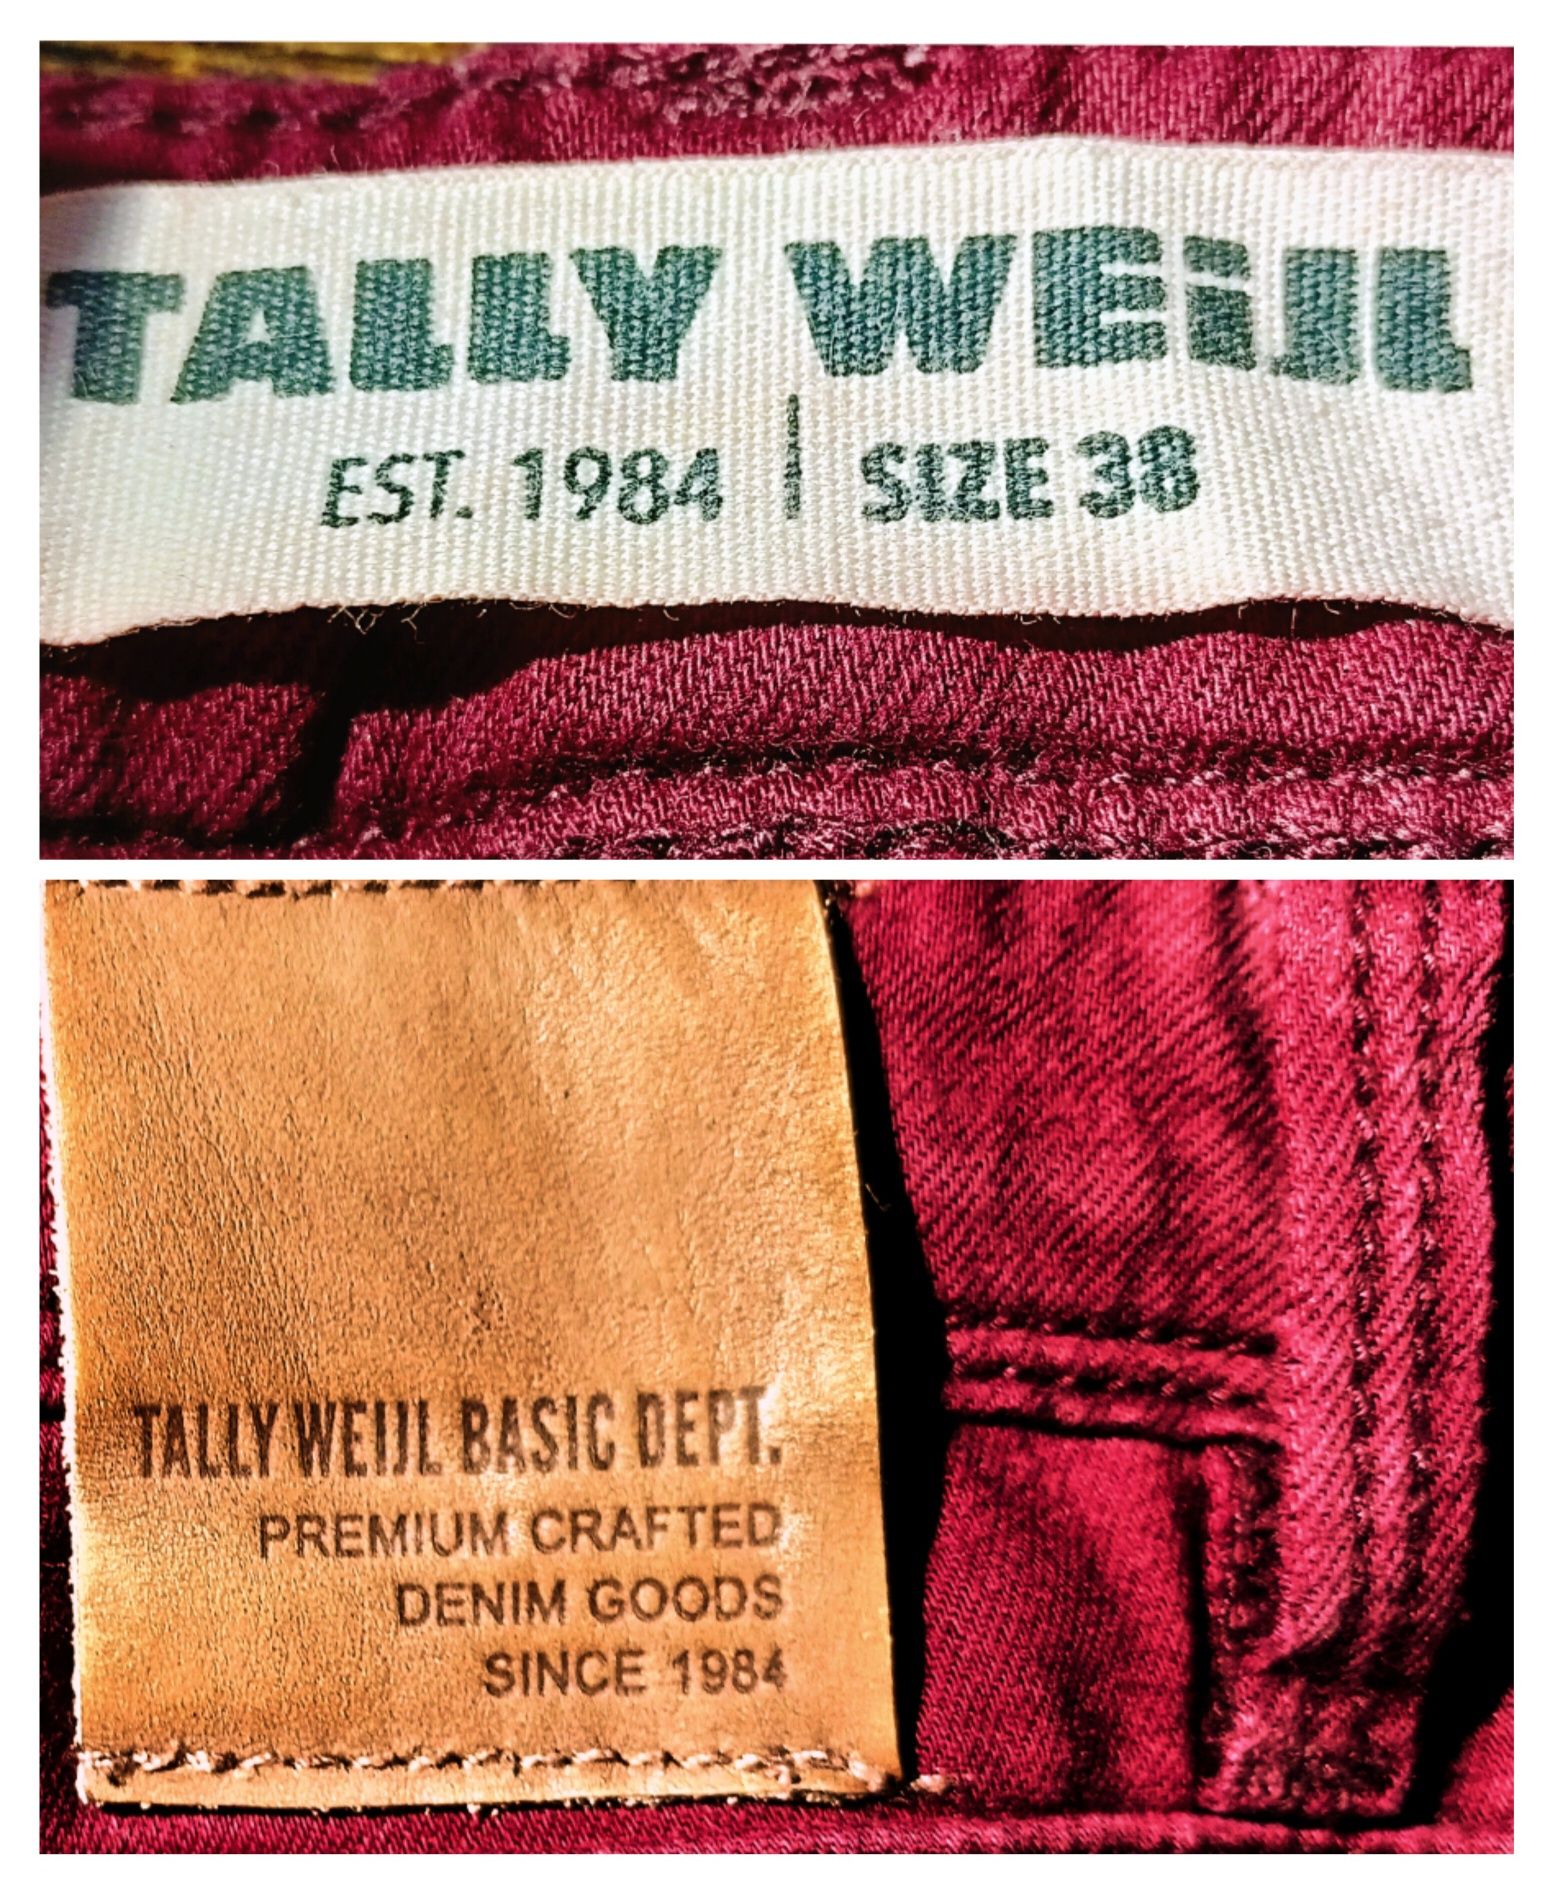 TALLY WEiJL
EST. 1984 | SIZE 38
TALLY WEIJL BASIC DEPT.
PREMIUM CRAFTED
DENIM GOODS
SINCE 1984